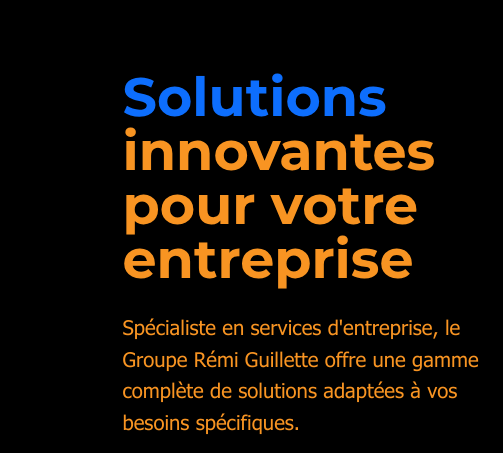 Solutions
innovantes
pour votre
entreprise
Spécialiste en services d'entreprise, le
Groupe Rémi Guillette offre une gamme
complète de solutions adaptées à vos
besoins spécifiques.